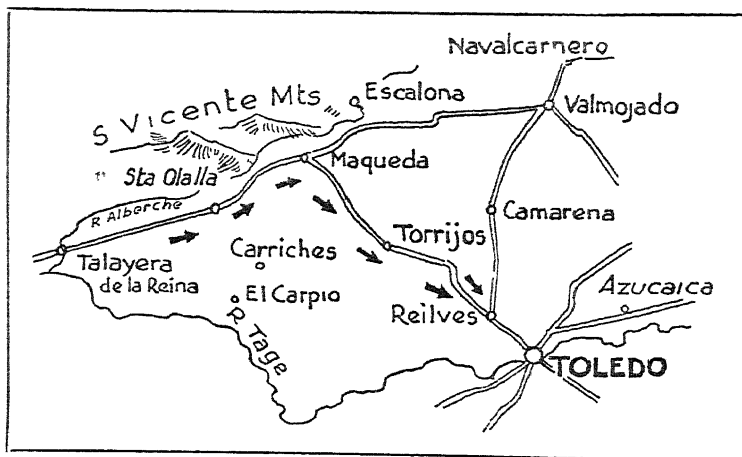 Navalcarnero
S Vicente Mts
Escalona
Valmojado
Maqueda
Sta Olalla
R Alberche
Camarena
Torrijos
Carriches
Talayera
de la Reina
El Carpio
Azucaica
Reilves
R Tage
TOLEDO